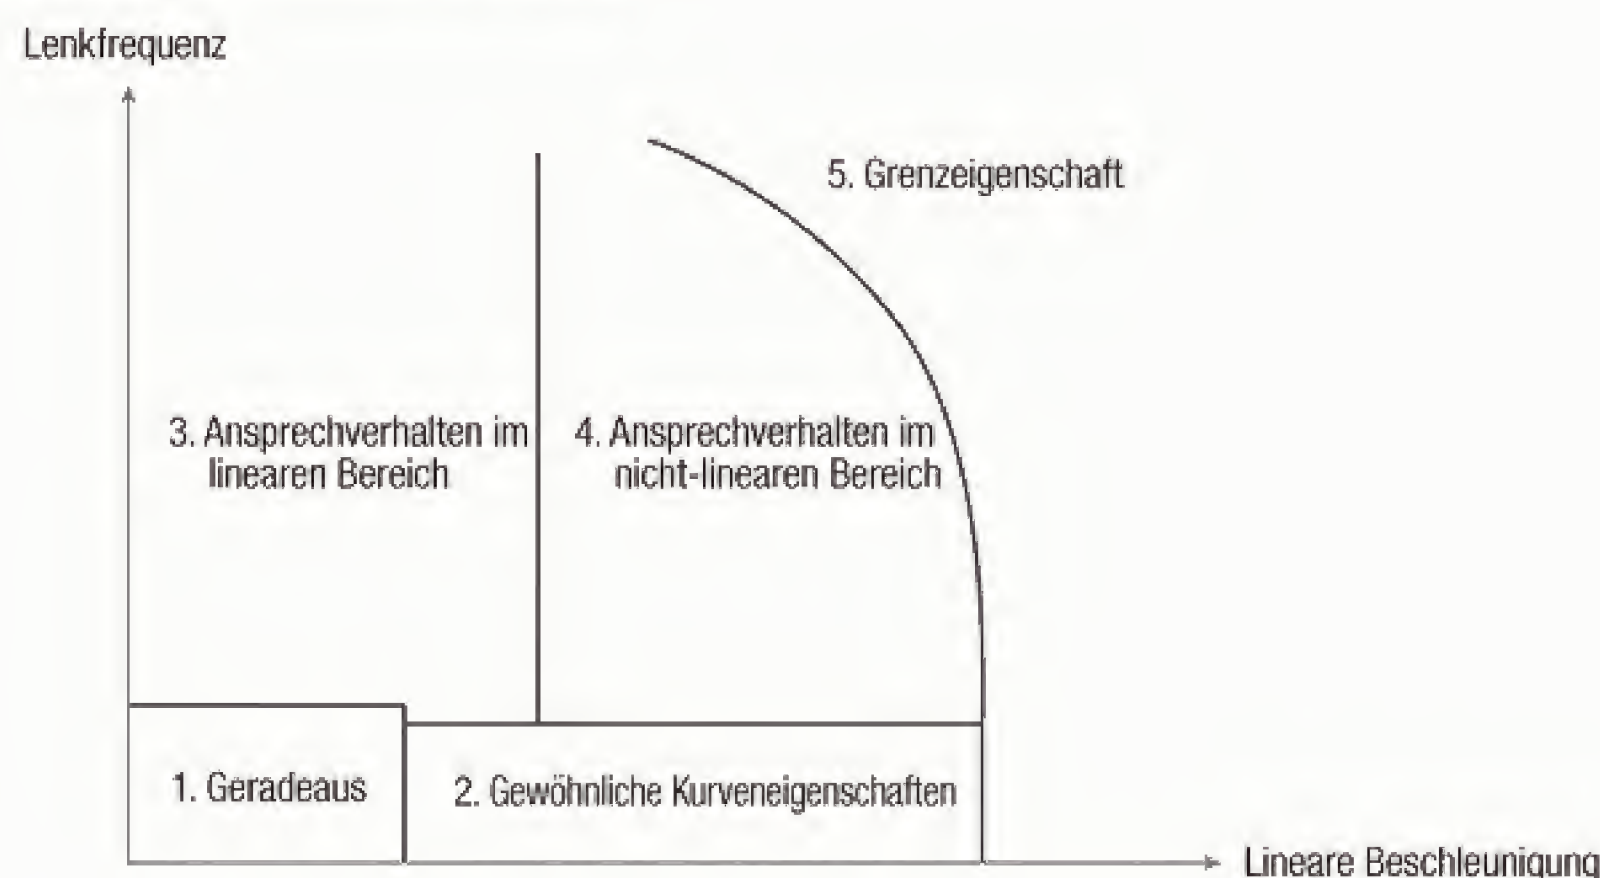 Lenkfrequenz
5. Grenzeigenschaft
3. Ansprechverhalten im
linearen Bereich
4. Ansprechverhalten im
nicht-linearen Bereich
1. Geradeaus
2. Gewöhnliche Kurveneigenschaften
Lineare Beschleunigung